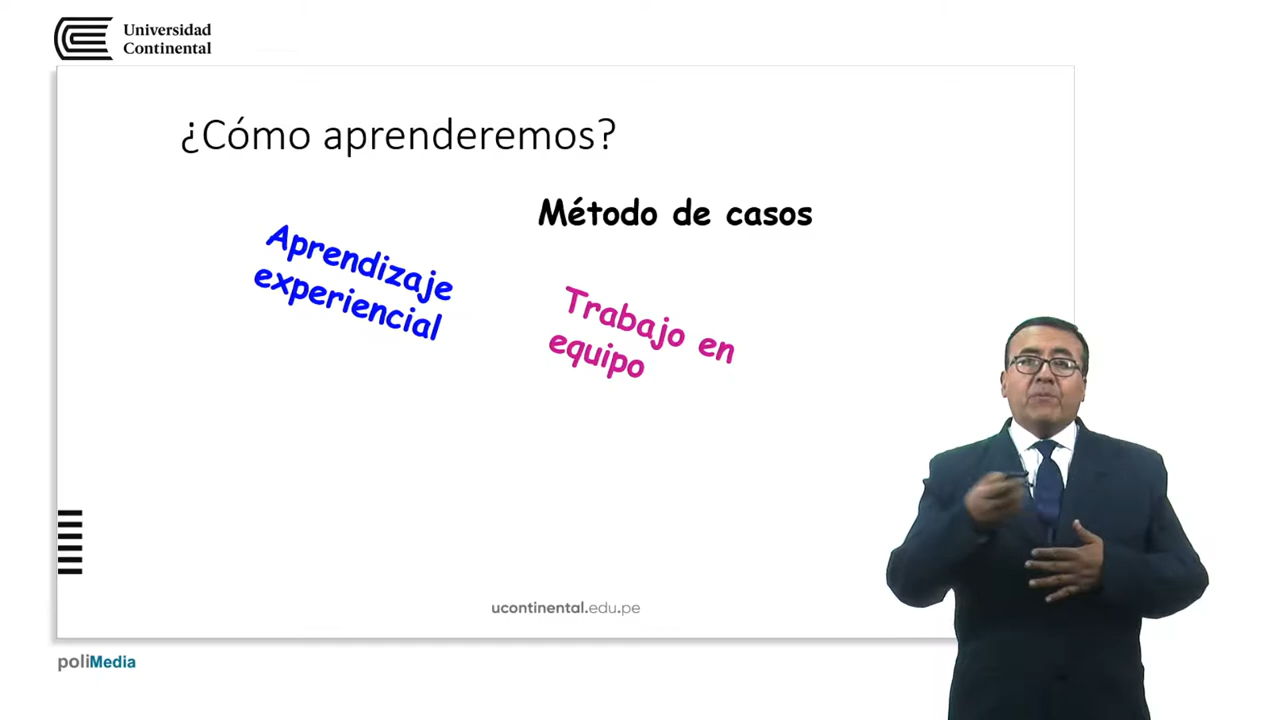 Universidad
Continental
¿Cómo aprenderemos?
Método de casos
Aprendizaje
experiencial
Trabajo en
equipo
ucontinental.edu.pe
poliMedia